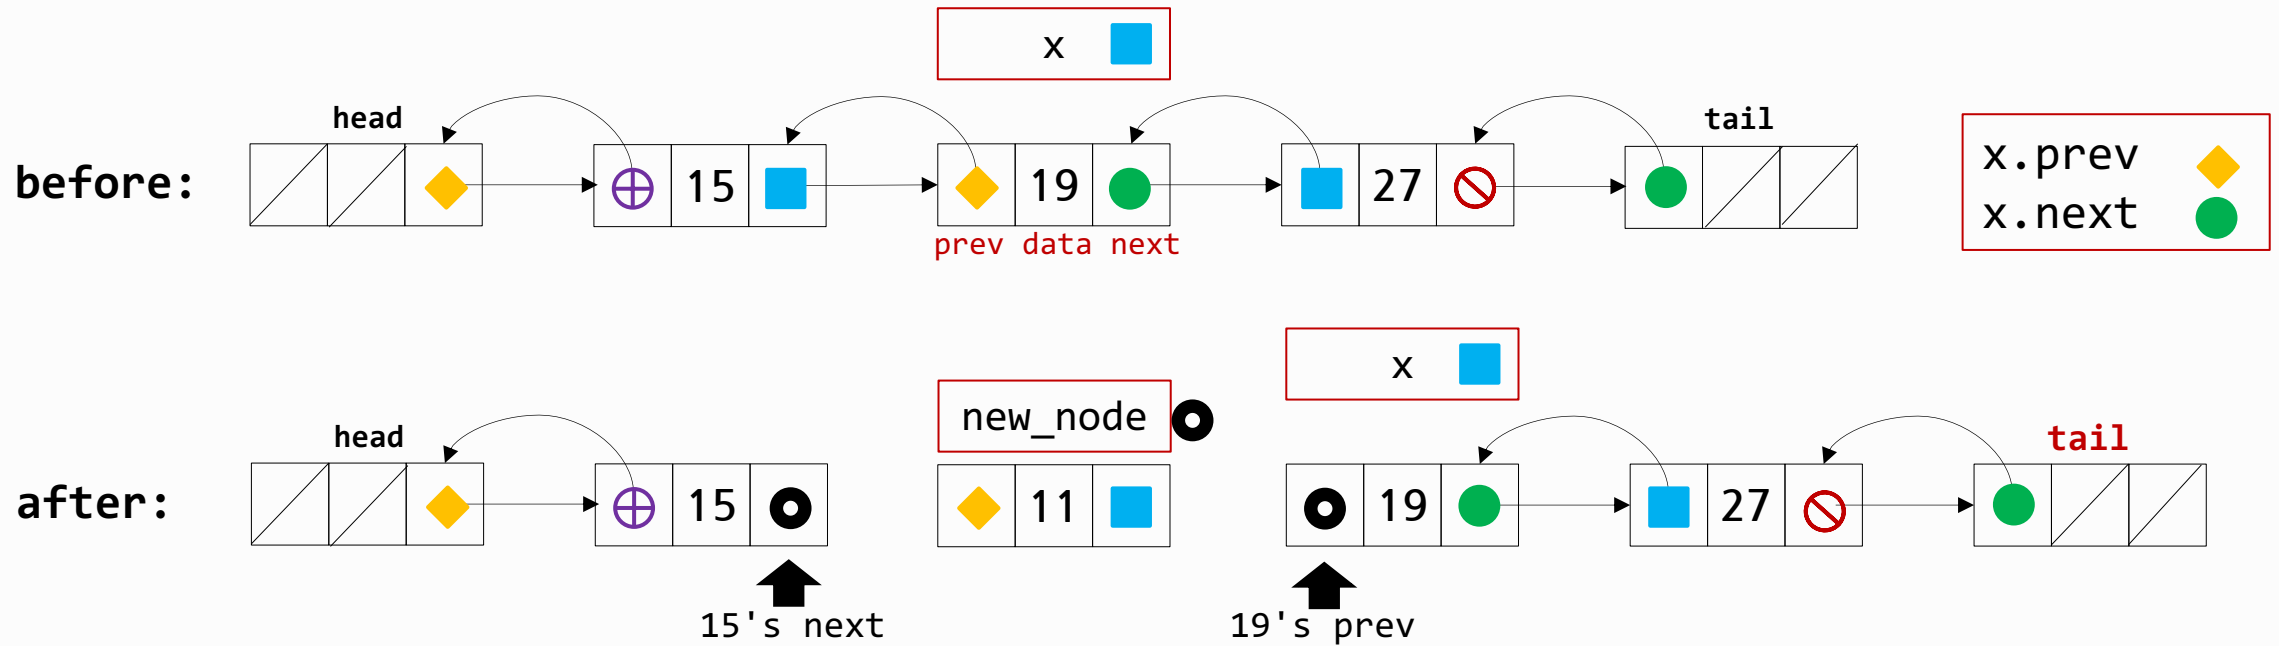 x
head
tail
before:
15
19
27
x.prev
x.next
prev data next
x
new_node
head
tail
after:
15
11
19
27
15's next
19's prev